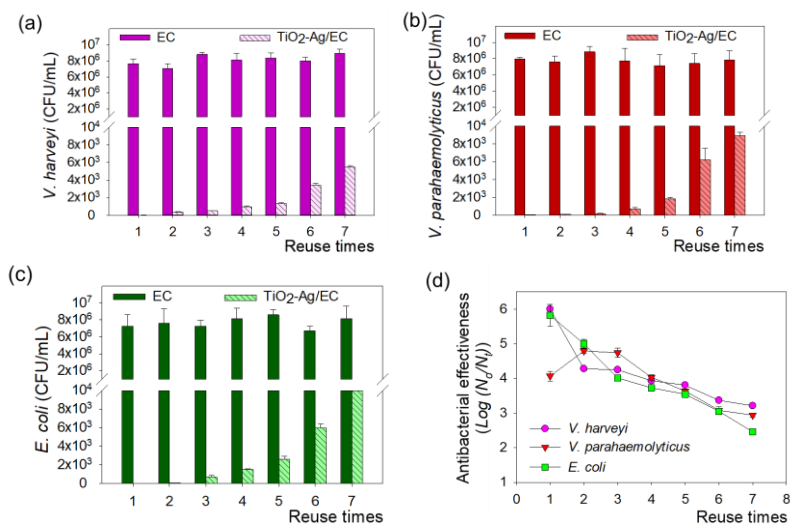 (a)
EC
TiO2-Ag/EC
V. harveyi (CFU/mL)
10⁷
8x10⁶
6x10⁶
4x10⁶
2x10⁶
10⁴
8x10³
6x10³
4x10³
2x10³
0
1 2 3 4 5 6 7
Reuse times
(b)
EC
TiO2-Ag/EC
V. parahaemolyticus (CFU/mL)
10⁷
8x10⁶
6x10⁶
4x10⁶
2x10⁶
10⁴
8x10³
6x10³
4x10³
2x10³
0
1 2 3 4 5 6 7
Reuse times
(c)
EC
TiO2-Ag/EC
E. coli (CFU/mL)
10⁷
8x10⁶
6x10⁶
4x10⁶
2x10⁶
10⁴
8x10³
6x10³
4x10³
2x10³
0
1 2 3 4 5 6 7
Reuse times
(d)
Antibacterial effectiveness
(Log (N₀/Nₜ))
6
5
4
3
2
1
V. harveyi
V. parahaemolyticus
E. coli
0 1 2 3 4 5 6 7 8
Reuse times